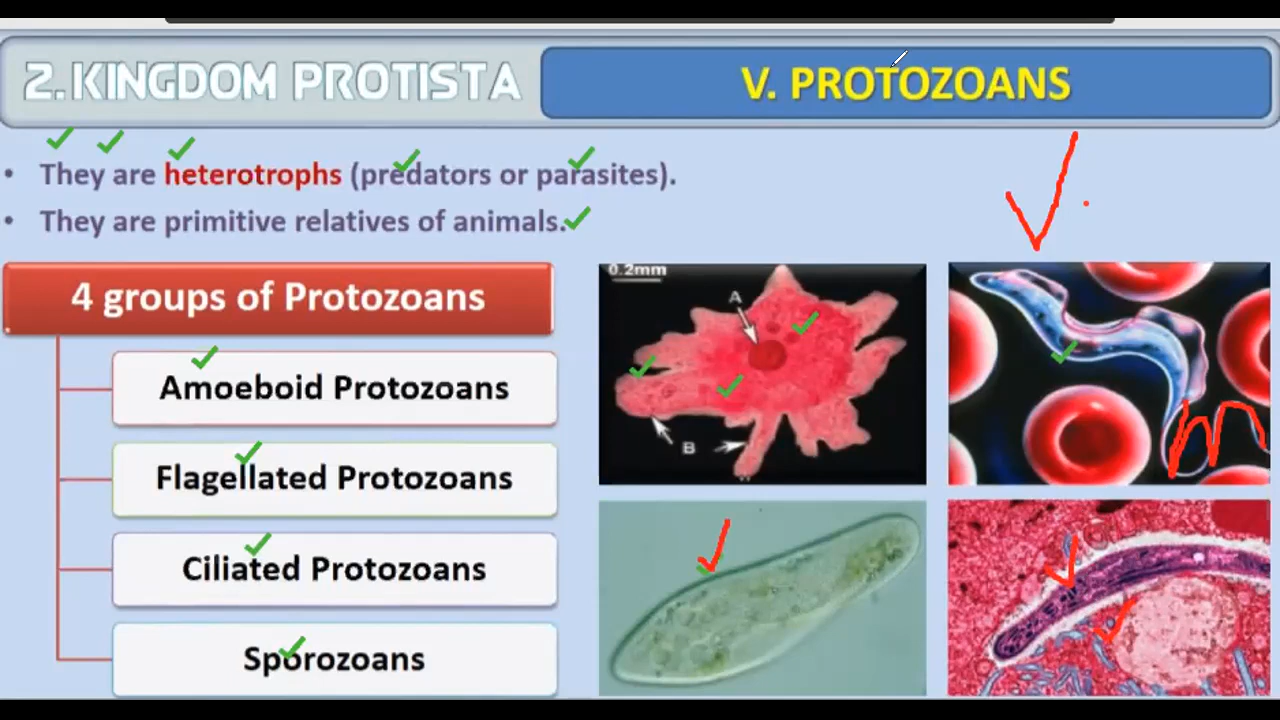 2.KINGDOM PROTISTA
V. PROTOZOANS
• They are heterotrophs (predators or parasites).
• They are primitive relatives of animals.
4 groups of Protozoans
Amoeboid Protozoans
Flagellated Protozoans
Ciliated Protozoans
Sporozoans
0.2mm
A
B
m